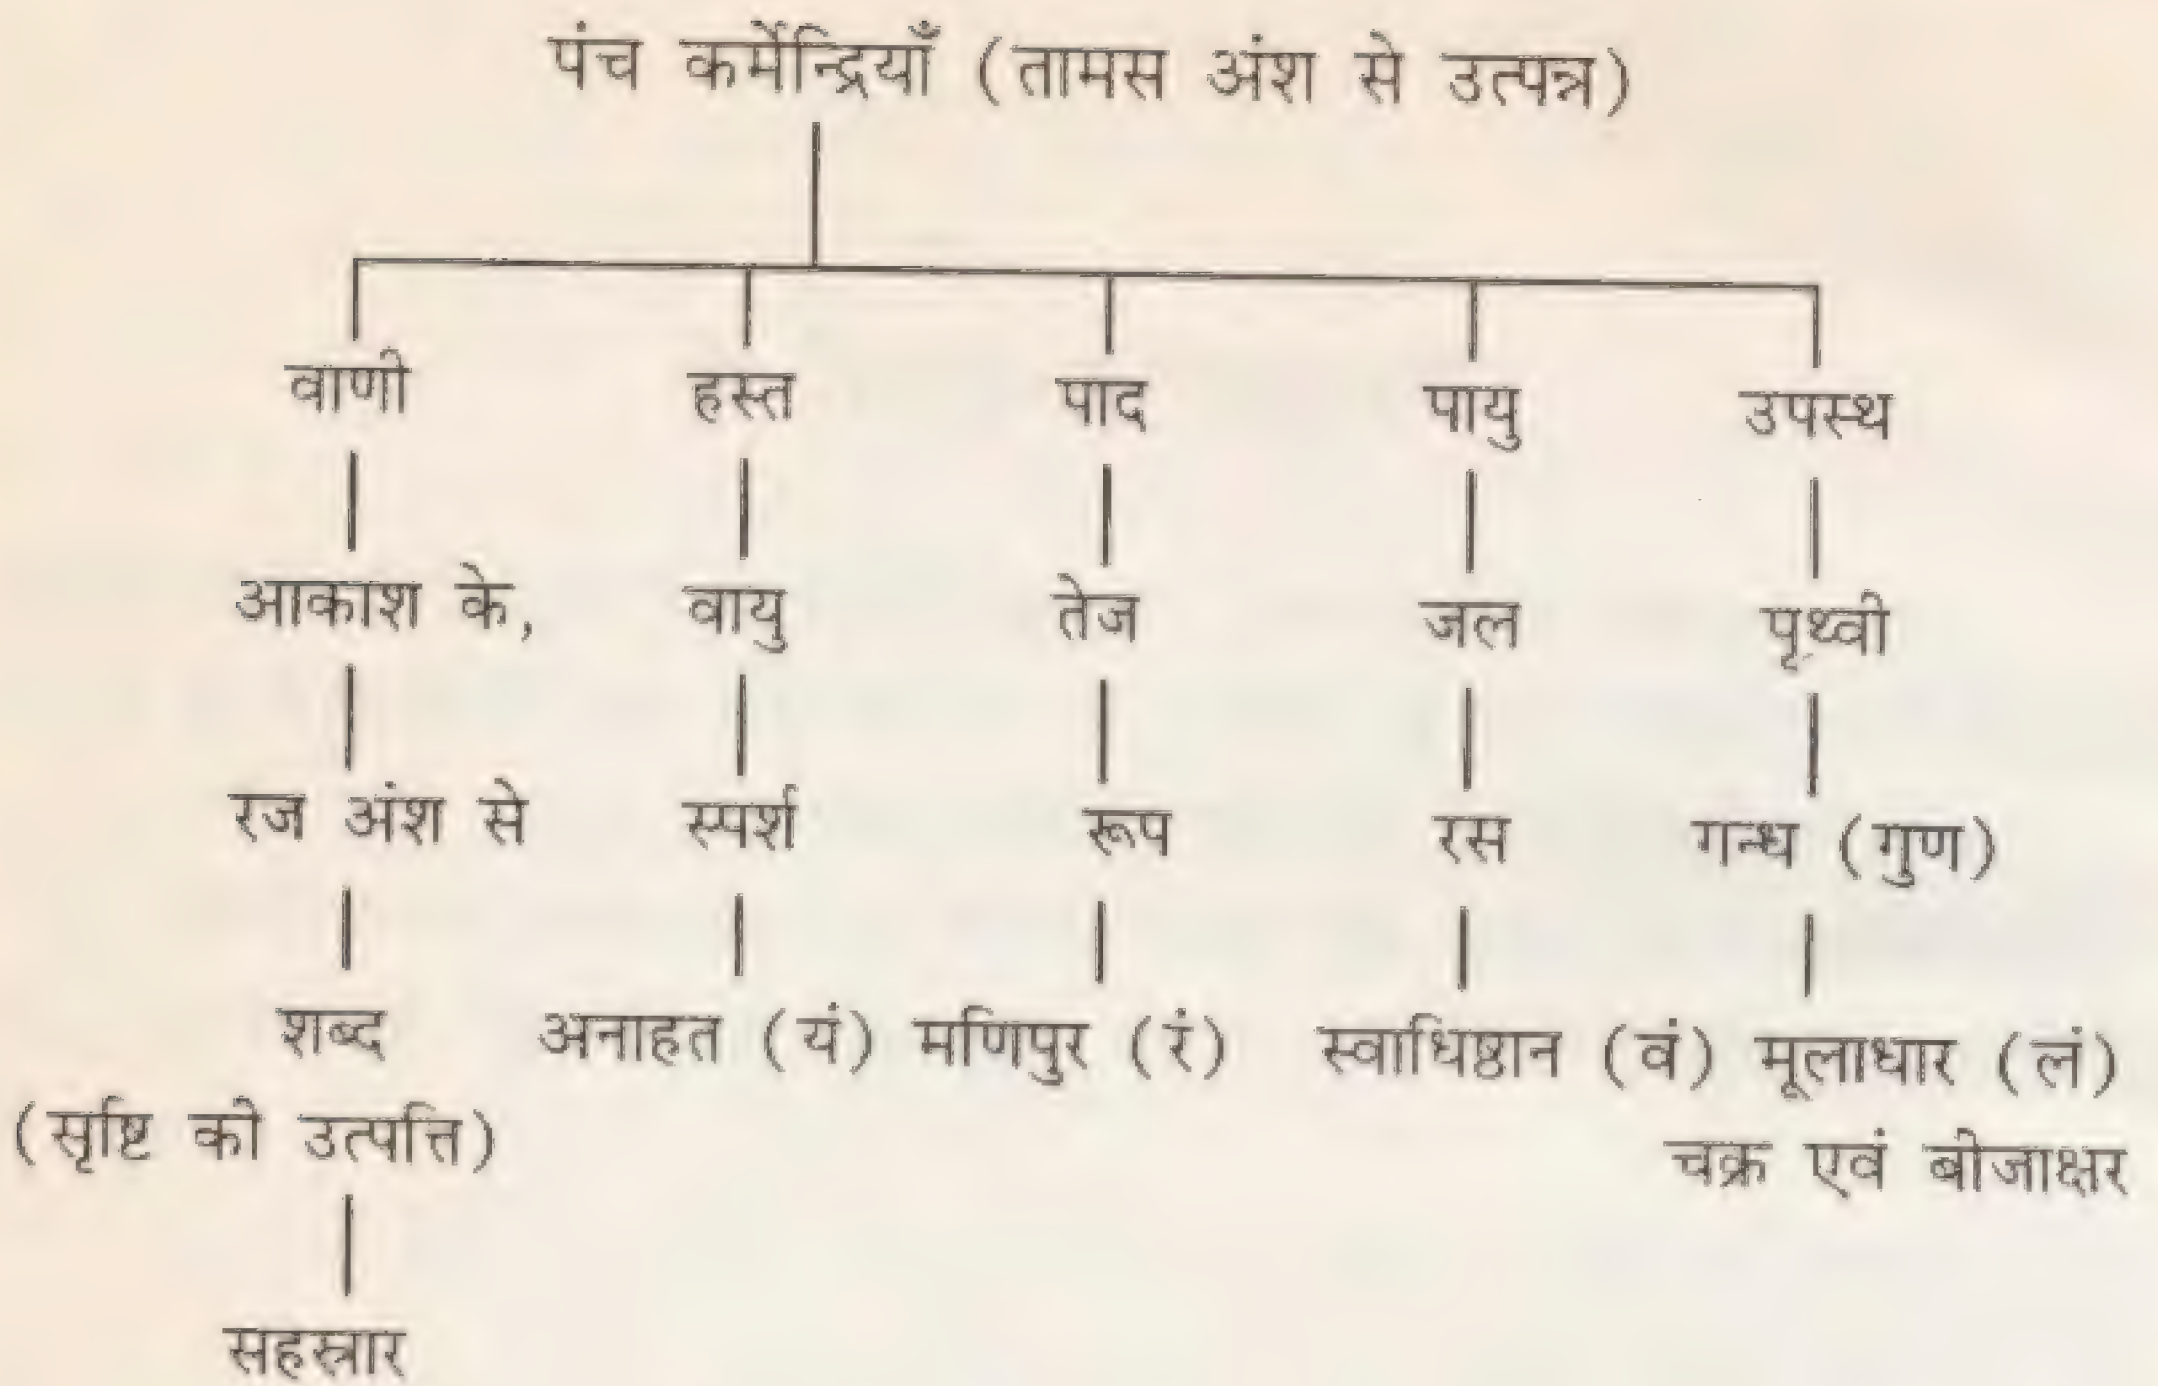 पंच कर्मेन्द्रियाँ (तामस अंश से उत्पन्न)
वाणी हस्त पाद पायु उपस्थ
आकाश के, वायु तेज जल पृथ्वी
रज अंश से स्पर्श रूप रस गन्ध (गुण)
शब्द अनाहत (यं) मणिपुर (रं) स्वाधिष्ठान (वं) मूलाधार (लं)
(सृष्टि की उत्पत्ति) चक्र एवं बीजाक्षर
सहस्रार